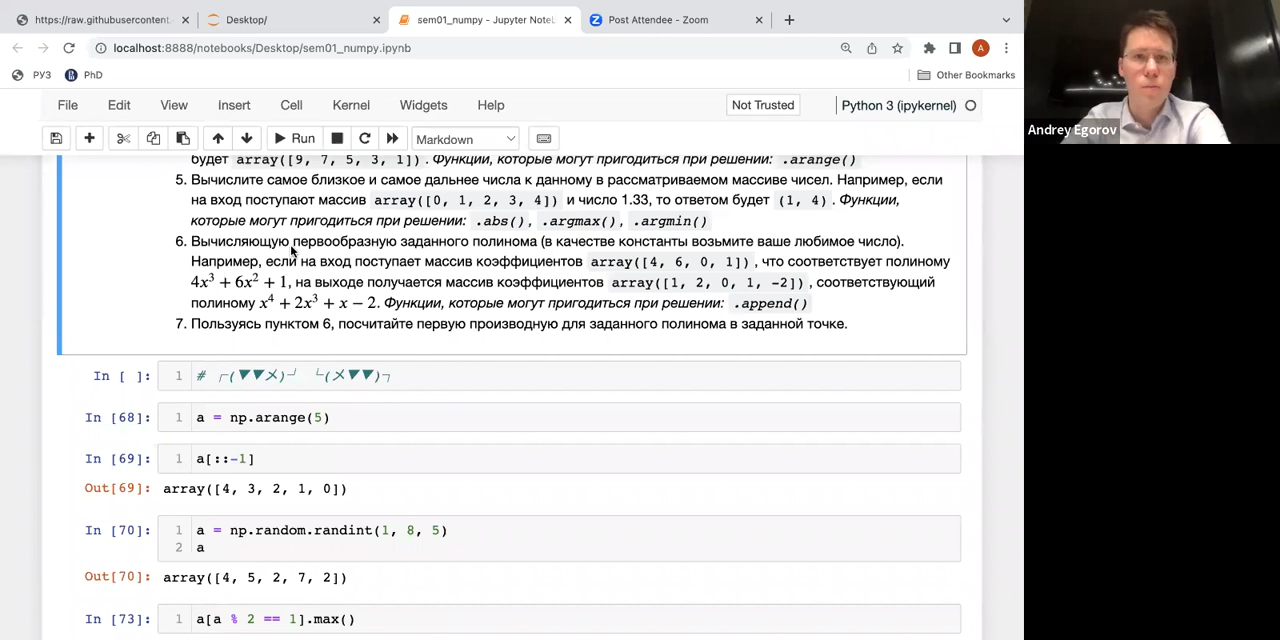 https://raw.githubusercontent.
Desktop/
sem01_numpy - Jupyter Note
Post Attendee - Zoom
localhost:8888/notebooks/Desktop/sem01_numpy.ipynb
РУЗ
PhD
Other Bookmarks
File Edit View Insert Cell Kernel Widgets Help
Not Trusted
Python 3 (ipykernel)
Run
Markdown
Andrey Egorov
будет array([9, 7, 5, 3, 1]). Функции, которые могут пригодиться при решении: .arange()
5. Вычислите самое близкое и самое дальнее числа к данному в рассматриваемом массиве чисел. Например, если
на вход поступают массив array([0, 1, 2, 3, 4]) и число 1.33, то ответом будет (1, 4). Функции,
которые могут пригодиться при решении: .abs(), .argmax(), .argmin()
6. Вычисляющую первообразную заданного полинома (в качестве константы возьмите ваше любимое число).
Например, если на вход поступает массив коэффициентов array([4, 6, 0, 1]), что соответствует полиному
4x³ + 6x² + 1, на выходе получается массив коэффициентов array([1, 2, 0, 1, -2]), соответствующий
полиному x⁴ + 2x³ + x − 2. Функции, которые могут пригодиться при решении: .append()
7. Пользуясь пунктом 6, посчитайте первую производную для заданного полинома в заданной точке.
In [ ]: 1 # ┌(▼▼メ)┘ └(メ▼▼)┐
In [68]: 1 a = np.arange(5)
In [69]: 1 a[::-1]
Out[69]: array([4, 3, 2, 1, 0])
In [70]: 1 a = np.random.randint(1, 8, 5)
2 a
Out[70]: array([4, 5, 2, 7, 2])
In [73]: 1 a[a % 2 == 1].max()